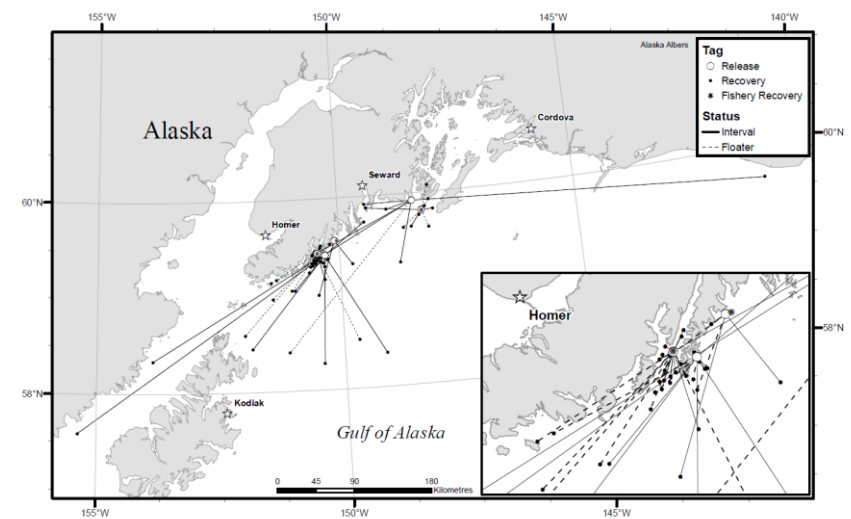 155°W 150°W 145°W 140°W
Alaska Albers
Tag
Release
Recovery
Fishery Recovery
Status
Interval
Floater
Alaska
Cordova
60°N
Seward
60°N
Homer
Homer
58°N
58°N
Kodiak
Gulf of Alaska
0 45 90 180
Kilometres
155°W 150°W 145°W